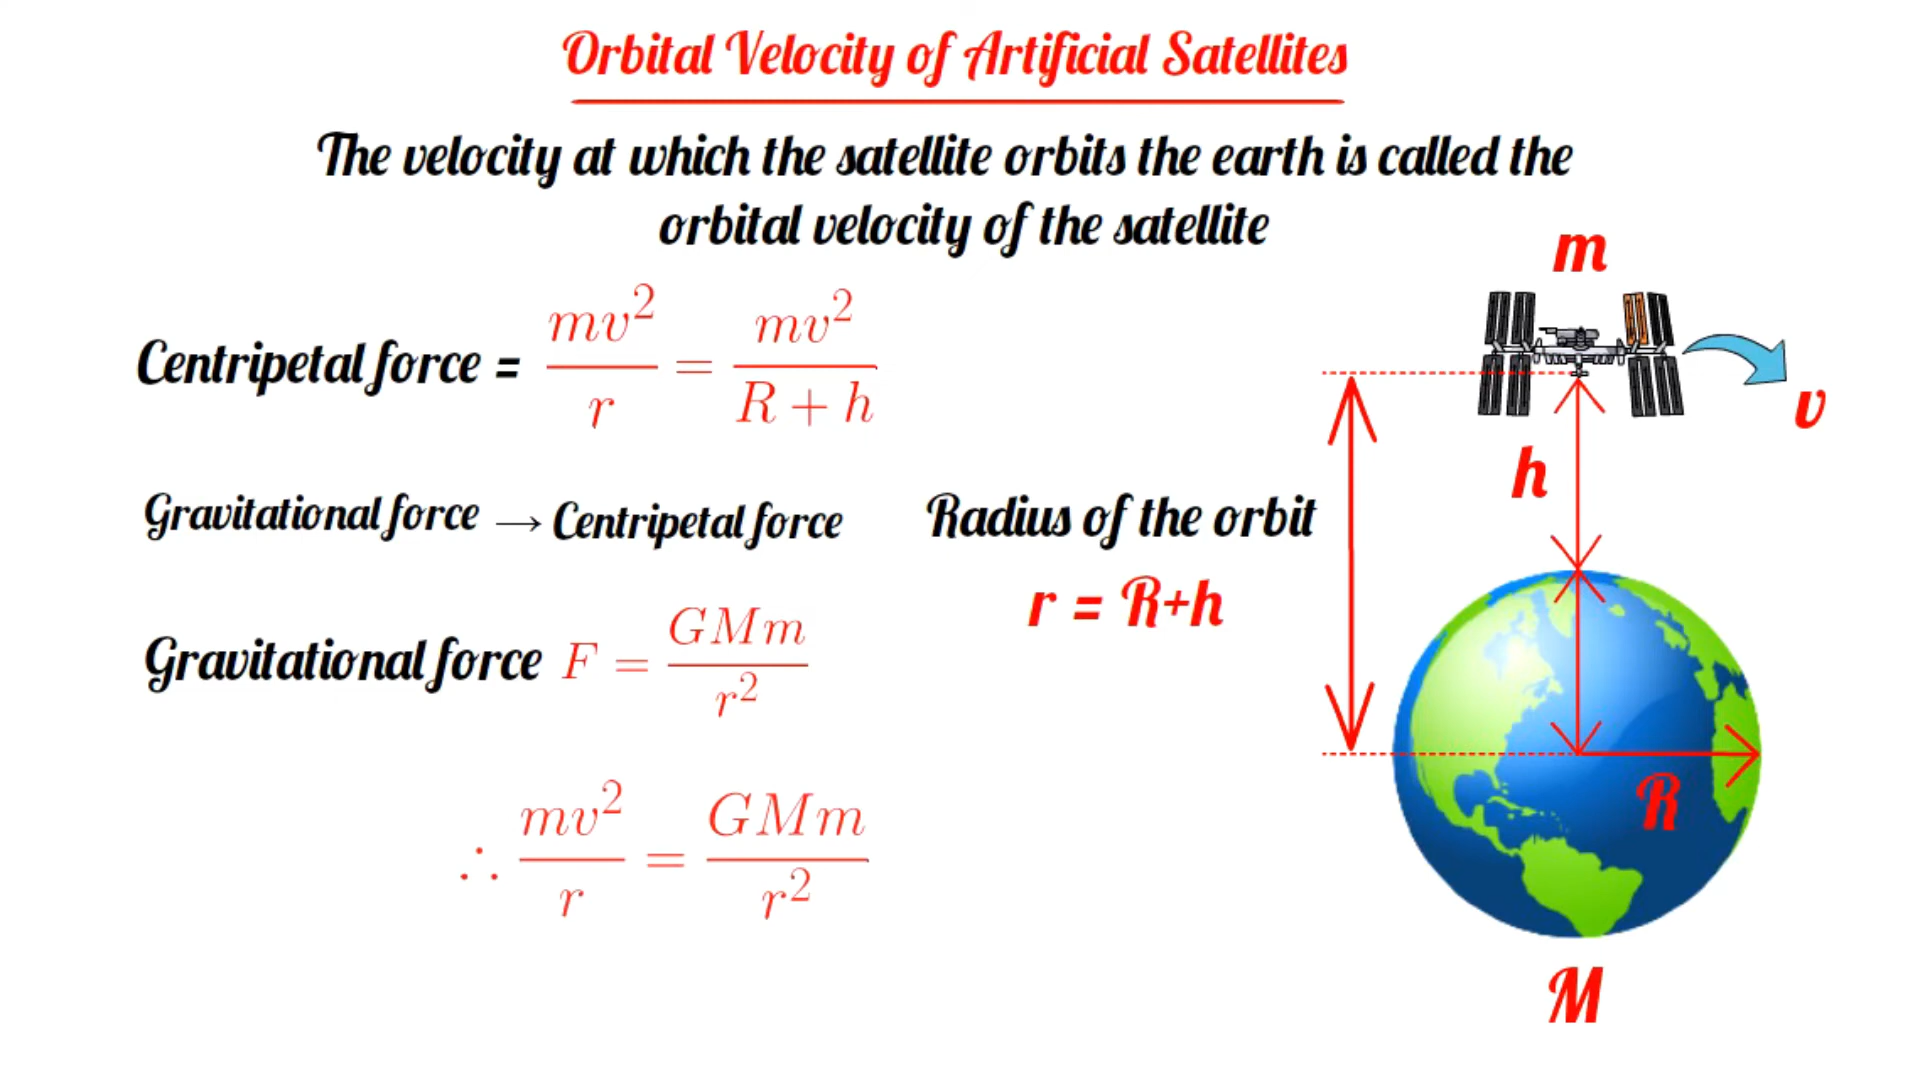 Orbital Velocity of Artificial Satellites
The velocity at which the satellite orbits the earth is called the
orbital velocity of the satellite
m
Centripetal force = mv²/r = mv²/(R + h)
v
h
Gravitational force → Centripetal force
Radius of the orbit
r = R+h
Gravitational force F = GMm/r²
R
∴ mv²/r = GMm/r²
M